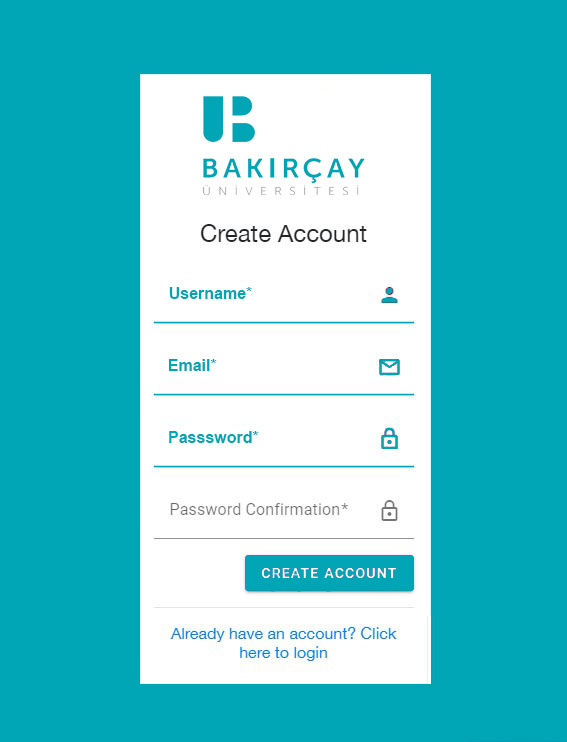 BAKIRÇAY
ÜNİVERSİTESİ
Create Account
Username*
Email*
Passsword*
Password Confirmation*
CREATE ACCOUNT
Already have an account? Click
here to login